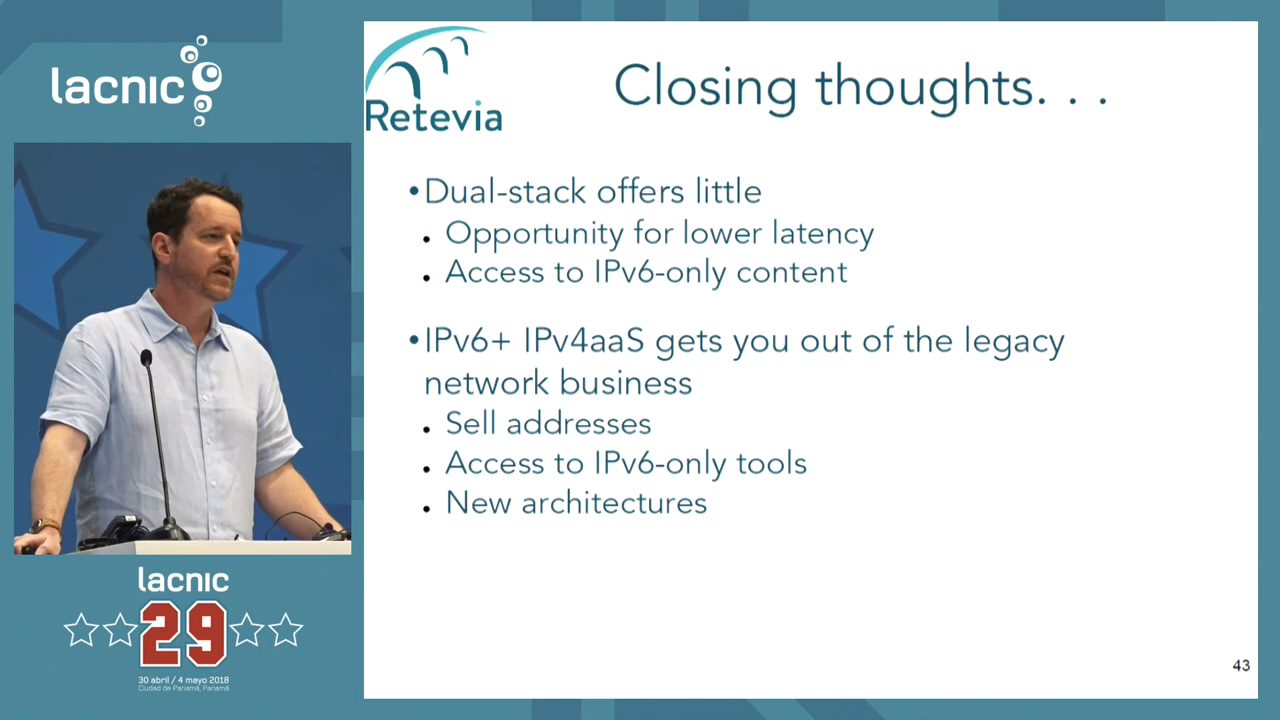 lacnic
lacnic
29
30 abril / 4 mayo 2018
Ciudad de Panamá, Panamá
Retevia
Closing thoughts. . .
•Dual-stack offers little
• Opportunity for lower latency
• Access to IPv6-only content
•IPv6+ IPv4aaS gets you out of the legacy
network business
• Sell addresses
• Access to IPv6-only tools
• New architectures
43